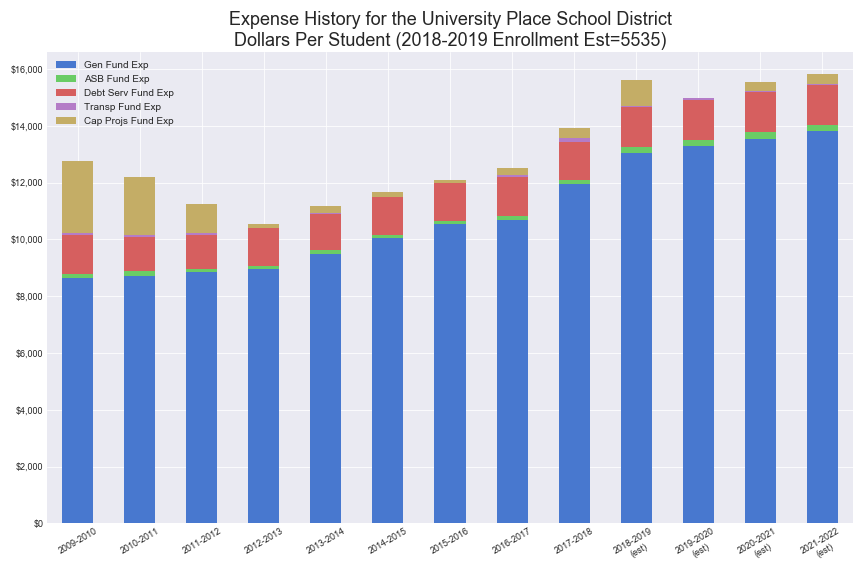 Expense History for the University Place School District
Dollars Per Student (2018-2019 Enrollment Est=5535)
Gen Fund Exp
ASB Fund Exp
Debt Serv Fund Exp
Transp Fund Exp
Cap Projs Fund Exp
$16,000
$14,000
$12,000
$10,000
$8,000
$6,000
$4,000
$2,000
$0
2009-2010
2010-2011
2011-2012
2012-2013
2013-2014
2014-2015
2015-2016
2016-2017
2017-2018
2018-2019
(est)
2019-2020
(est)
2020-2021
(est)
2021-2022
(est)